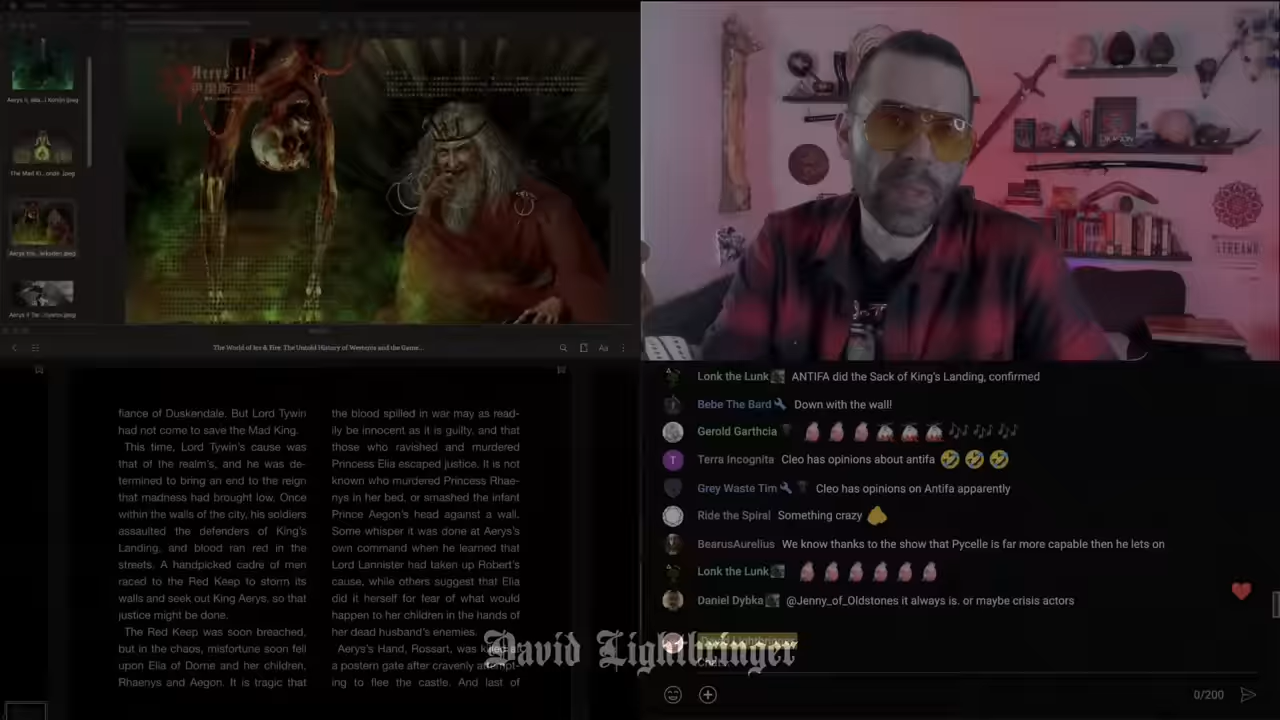 Aerys II
Aerys II, ala...l Kordja.jpeg
The Mad Ki...onde .jpeg
The World of Ice & Fire: The Untold History of Westeros and the Game...
Aa
fiance of Duskendale. But Lord Tywin
had not come to save the Mad King.
This time, Lord Tywin's cause was
that of the realm's, and he was de-
termined to bring an end to the reign
that madness had brought low. Once
within the walls of the city, his soldiers
assaulted the defenders of King's
Landing, and blood ran red in the
streets. A handpicked cadre of men
raced to the Red Keep to storm its
walls and seek out King Aerys, so that
justice might be done.
The Red Keep was soon breached,
but in the chaos, misfortune soon fell
upon Elia of Dorne and her children,
Rhaenys and Aegon. It is tragic that
the blood spilled in war may as read-
ily be innocent as it is guilty, and that
those who ravished and murdered
Princess Elia escaped justice. It is not
known who murdered Princess Rhae-
nys in her bed, or smashed the infant
Prince Aegon's head against a wall.
Some whisper it was done at Aerys's
own command when he learned that
Lord Lannister had taken up Robert's
cause, while others suggest that Elia
did it herself for fear of what would
happen to her children in the hands of
her dead husband's enemies.
Aerys's Hand, Rossart, was killed at
a postern gate after cravenly attempt-
ing to flee the castle. And last of
STREAMS
Lonk the Lunk ANTIFA did the Sack of King's Landing, confirmed
Bebe The Bard Down with the wall!
Gerold Garthcia
T Terra Incognita Cleo has opinions about antifa
Grey Waste Tim Cleo has opinions on Antifa apparently
Ride the Spiral Something crazy
BearusAurelius We know thanks to the show that Pycelle is far more capable then he lets on
Lonk the Lunk
Daniel Dybka @Jenny_of_Oldstones it always is. or maybe crisis actors
David Lightbringer
Chat...
0/200
David Lightbringer